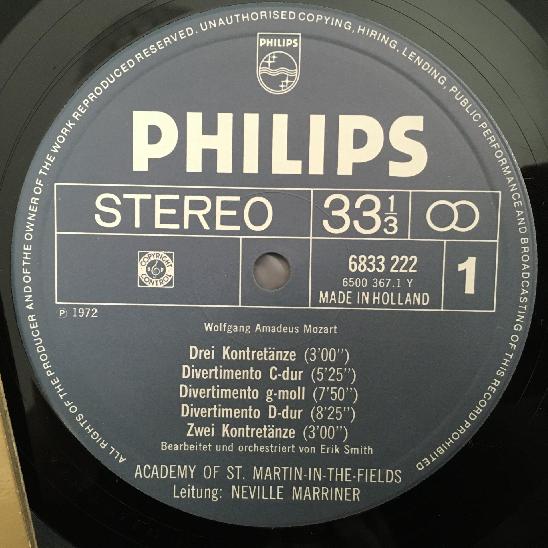 ALL RIGHTS OF THE PRODUCER AND OF THE OWNER OF THE WORK REPRODUCED RESERVED. UNAUTHORISED COPYING, HIRING, LENDING, PUBLIC PERFORMANCE AND BROADCASTING OF THIS RECORD PROHIBITED
PHILIPS
PHILIPS
STEREO 33⅓
COPYRIGHT CONTROL
6833 222
6500 367.1 Y
MADE IN HOLLAND
1
Ⓟ 1972
Wolfgang Amadeus Mozart
Drei Kontretänze (3'00")
Divertimento C-dur (5'25")
Divertimento g-moll (7'50")
Divertimento D-dur (8'25")
Zwei Kontretänze (3'00")
Bearbeitet und orchestriert von Erik Smith
ACADEMY OF ST. MARTIN-IN-THE-FIELDS
Leitung: NEVILLE MARRINER